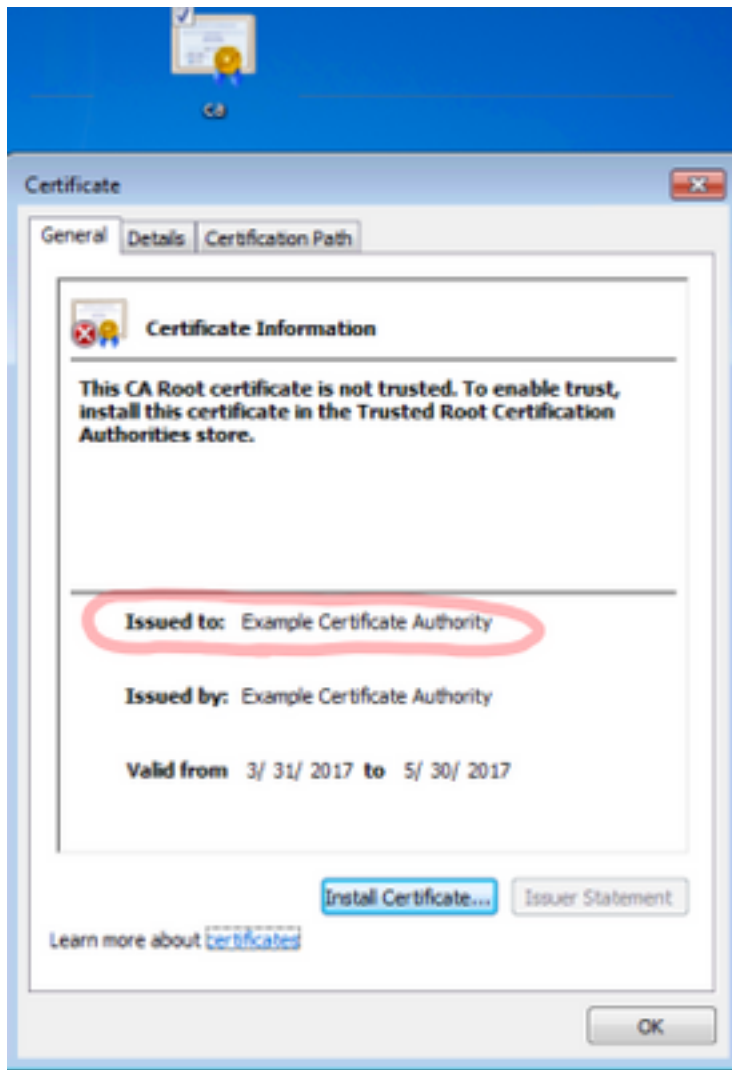 ca
Certificate
General Details Certification Path
Certificate Information
This CA Root certificate is not trusted. To enable trust,
install this certificate in the Trusted Root Certification
Authorities store.
Issued to: Example Certificate Authority
Issued by: Example Certificate Authority
Valid from 3/ 31/ 2017 to 5/ 30/ 2017
Install Certificate... Issuer Statement
Learn more about certificates
OK